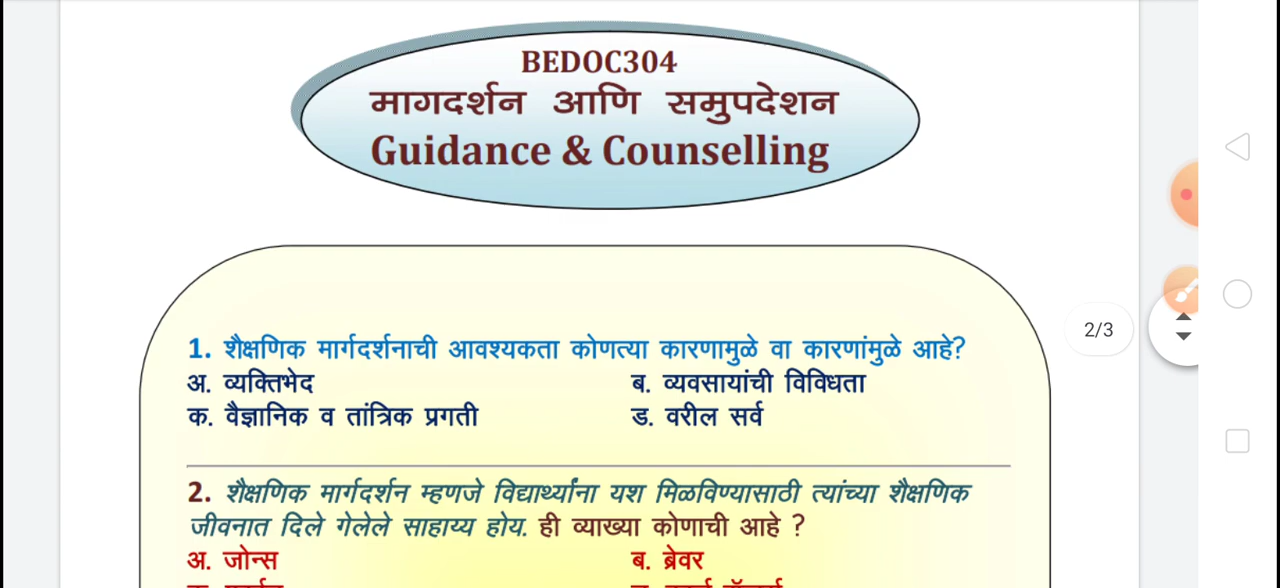 BEDOC304
मागदर्शन आणि समुपदेशन
Guidance & Counselling
1. शैक्षणिक मार्गदर्शनाची आवश्यकता कोणत्या कारणामुळे वा कारणांमुळे आहे?
अ. व्यक्तिभेद ब. व्यवसायांची विविधता
क. वैज्ञानिक व तांत्रिक प्रगती ड. वरील सर्व
2/3
2. शैक्षणिक मार्गदर्शन म्हणजे विद्यार्थ्यांना यश मिळविण्यासाठी त्यांच्या शैक्षणिक
जीवनात दिले गेलेले साहाय्य होय. ही व्याख्या कोणाची आहे ?
अ. जोन्स ब. ब्रेवर